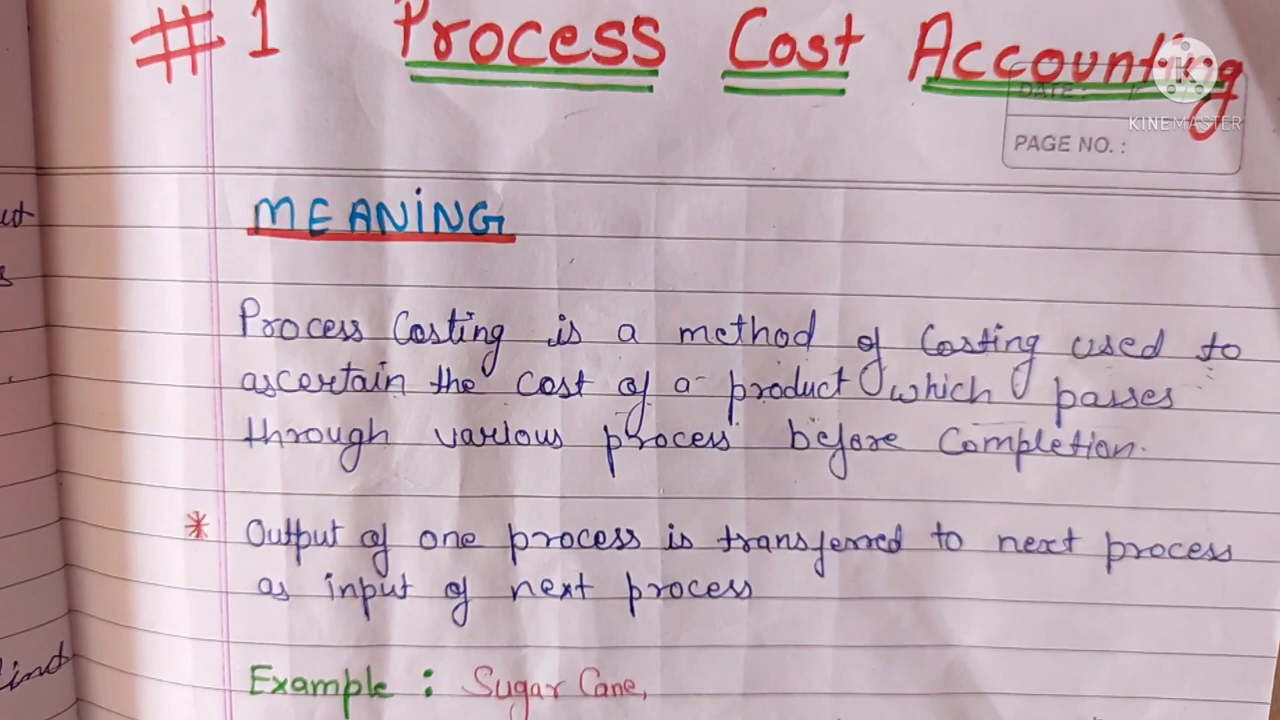 #1 Process Cost Accounting
DATE :
K
KINEMASTER
PAGE NO. :
MEANING
Process Costing is a method of Costing used to
ascertain the cost of a product which passes
through various process before Completion.
* Output of one process is transferred to next process
as input of next process
Example : Sugar Cane,